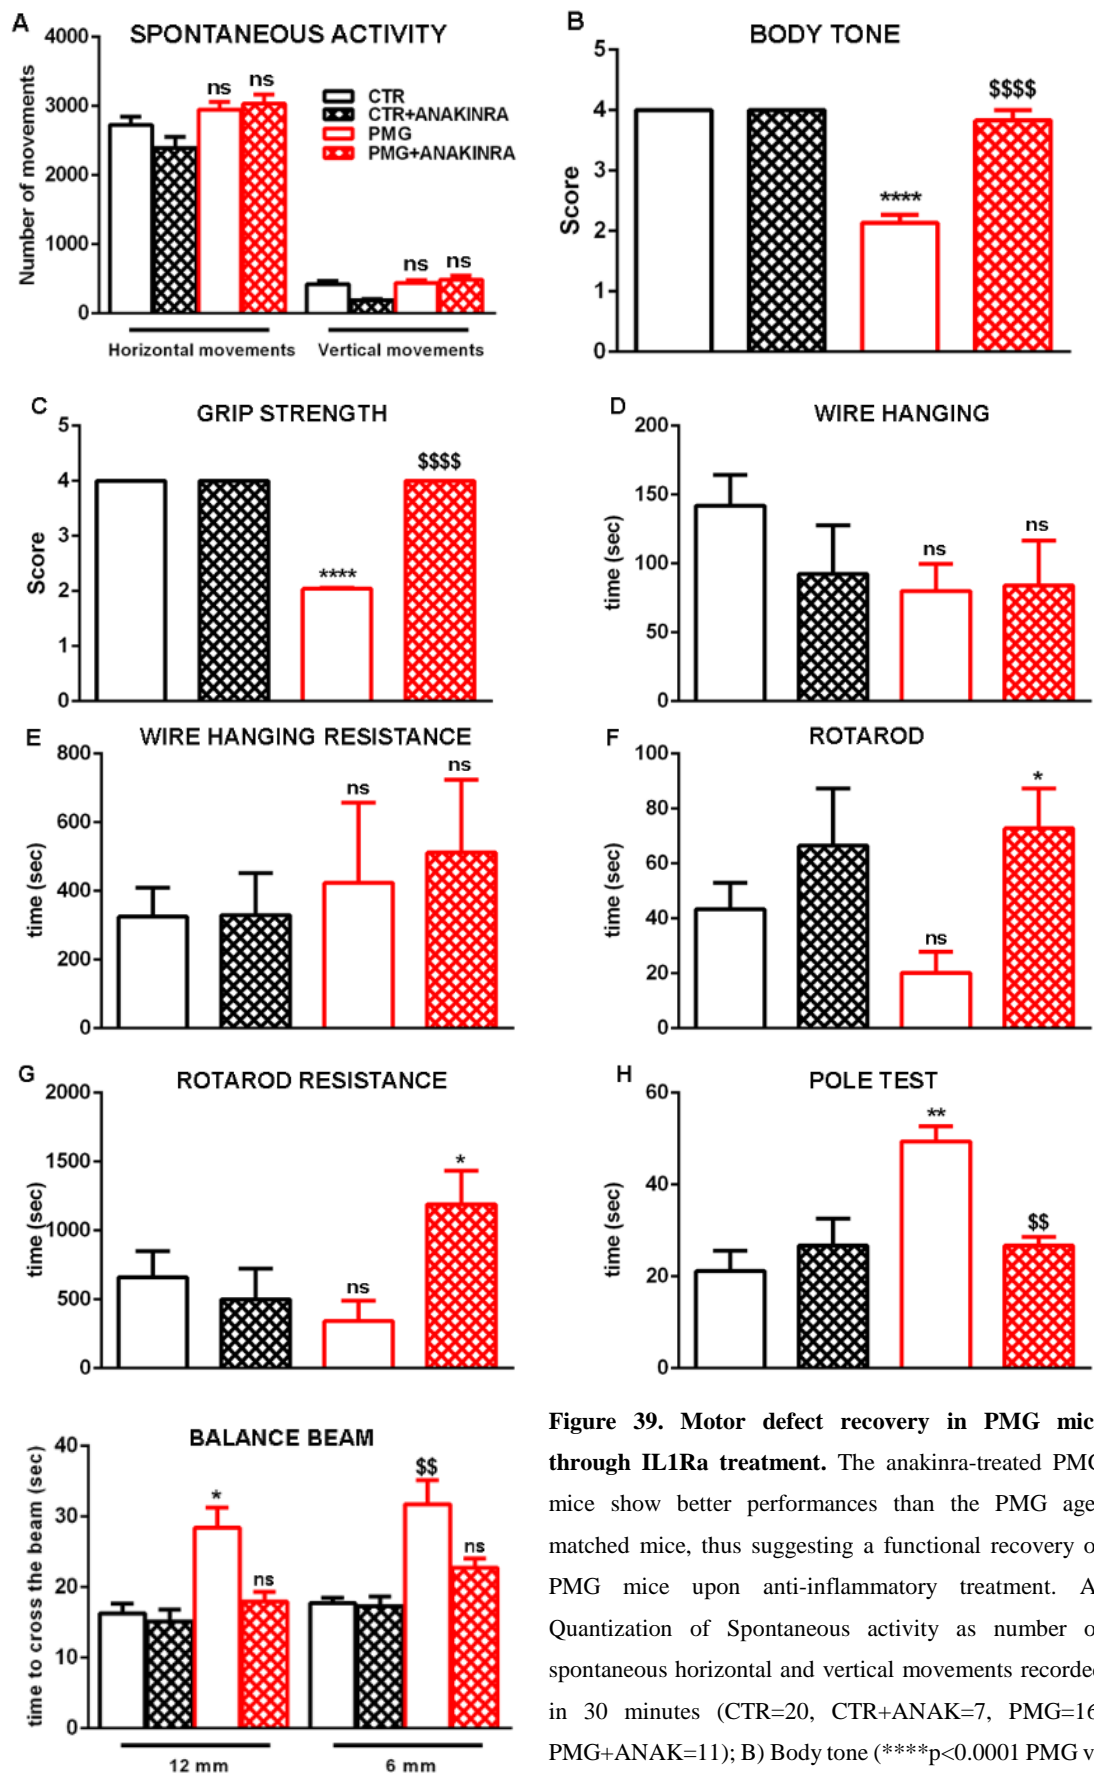 A
SPONTANEOUS ACTIVITY
Number of movements
4000
3000
2000
1000
0
ns
ns
ns
ns
CTR
CTR+ANAKINRA
PMG
PMG+ANAKINRA
Horizontal movements
Vertical movements
B
BODY TONE
Score
5
4
3
2
1
0
****
$$$$
C
GRIP STRENGTH
Score
5
4
3
2
1
0
****
$$$$
D
WIRE HANGING
time (sec)
200
150
100
50
0
ns
ns
E
WIRE HANGING RESISTANCE
time (sec)
800
600
400
200
0
ns
ns
F
ROTAROD
time (sec)
100
80
60
40
20
0
ns
*
G
ROTAROD RESISTANCE
time (sec)
2000
1500
1000
500
0
ns
*
H
POLE TEST
time (sec)
60
40
20
0
**
$$
BALANCE BEAM
time to cross the beam (sec)
40
30
20
10
0
*
ns
$$
ns
12 mm
6 mm
Figure 39. Motor defect recovery in PMG mic
through IL1Ra treatment. The anakinra-treated PMG
mice show better performances than the PMG age
matched mice, thus suggesting a functional recovery o
PMG mice upon anti-inflammatory treatment. A
Quantization of Spontaneous activity as number o
spontaneous horizontal and vertical movements recorded
in 30 minutes (CTR=20, CTR+ANAK=7, PMG=16
PMG+ANAK=11); B) Body tone (****p<0.0001 PMG v